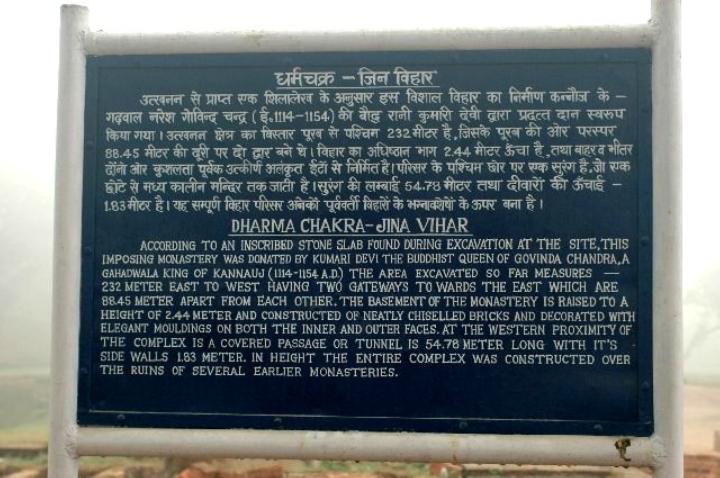 धर्मचक्र – जिन विहार
उत्खनन से प्राप्त एक शिलालेख के अनुसार इस विशाल विहार का निर्माण कन्नौज के –
गढ़वाल नरेश गोविन्द चन्द्र (ई.1114-1154) की बौद्ध रानी कुमारी देवी द्वारा प्रदत्त दान स्वरूप
किया गया। उत्खनन क्षेत्र का विस्तार पूरब से पश्चिम 232 मीटर है, जिसके पूरब की ओर परस्पर
88.45 मीटर की दूरी पर दो द्वार बने थे। विहार का अधिष्ठान भाग 2.44 मीटर ऊँचा है, तथा बाहर व भीतर
दोनो ओर कुशलता पूर्वक उत्कीर्ण अलंकृत ईंटों से निर्मित है। परिसर के पश्चिम छोर पर एक सुरंग है, जो एक
छोटे से मध्य कालीन मन्दिर तक जाती है। सुरंग की लम्बाई 54.78 मीटर तथा दीवारों की ऊँचाई –
1.83 मीटर है। यह सम्पूर्ण विहार परिसर अनेकों पूर्ववर्ती विहारों के भग्नावशेषों के ऊपर बना है।
DHARMA CHAKRA-JINA VIHAR
ACCORDING TO AN INSCRIBED STONE SLAB FOUND DURING EXCAVATION AT THE SITE, THIS
IMPOSING MONASTERY WAS DONATED BY KUMARI DEVI THE BUDDHIST QUEEN OF GOVINDA CHANDRA, A
GAHADWALA KING OF KANNAUJ (1114-1154 A.D.) THE AREA EXCAVATED SO FAR MEASURES —
232 METER EAST TO WEST HAVING TWO GATEWAYS TO WARDS THE EAST WHICH ARE
88.45 METER APART FROM EACH OTHER. THE BASEMENT OF THE MONASTERY IS RAISED TO A
HEIGHT OF 2.44 METER AND CONSTRUCTED OF NEATLY CHISELLED BRICKS AND DECORATED WITH
ELEGANT MOULDINGS ON BOTH THE INNER AND OUTER FACES. AT THE WESTERN PROXIMITY OF
THE COMPLEX IS A COVERED PASSAGE OR TUNNEL IS 54.78 METER LONG WITH IT'S
SIDE WALLS 1.83 METER. IN HEIGHT THE ENTIRE COMPLEX WAS CONSTRUCTED OVER
THE RUINS OF SEVERAL EARLIER MONASTERIES.